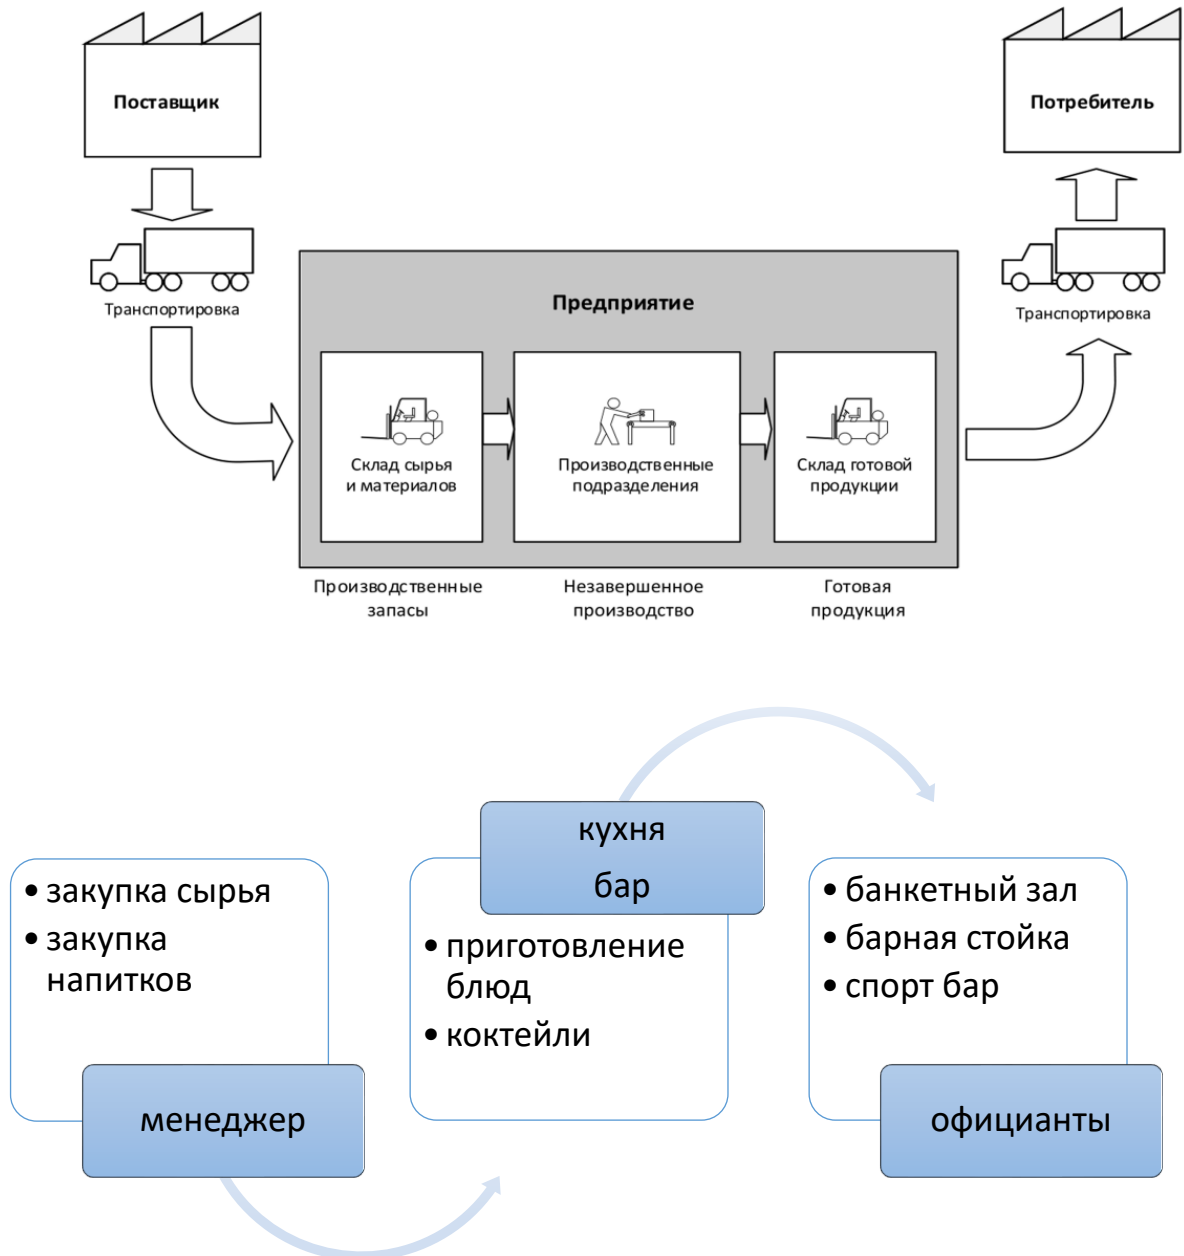 Поставщик
Потребитель
Транспортировка
Транспортировка
Предприятие
Склад сырья
и материалов
Производственные
подразделения
Склад готовой
продукции
Производственные
запасы
Незавершенное
производство
Готовая
продукция
• закупка сырья
• закупка
напитков
менеджер
кухня
бар
• приготовление
блюд
• коктейли
• банкетный зал
• барная стойка
• спорт бар
официанты